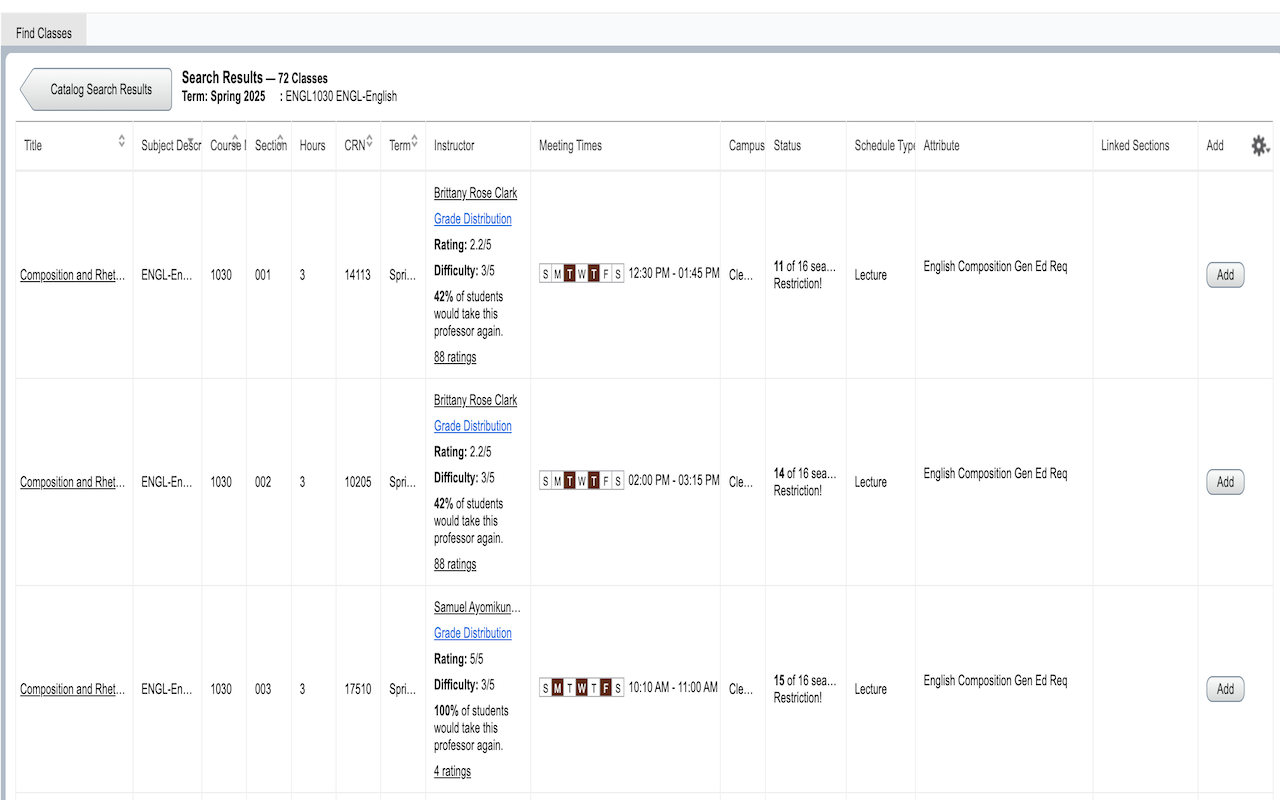 Find Classes
Catalog Search Results
Search Results — 72 Classes
Term: Spring 2025 : ENGL1030 ENGL-English
Title Subject Descr Course Section Hours CRN Term Instructor Meeting Times Campus Status Schedule Type Attribute Linked Sections Add
Brittany Rose Clark
Grade Distribution
Rating: 2.2/5
Difficulty: 3/5
42% of students
would take this
professor again.
88 ratings
Composition and Rhet... ENGL-En... 1030 001 3 14113 Spri... S M T W T F S 12:30 PM - 01:45 PM Cle... 11 of 16 sea... Lecture English Composition Gen Ed Req Add
Restriction!
Brittany Rose Clark
Grade Distribution
Rating: 2.2/5
Difficulty: 3/5
42% of students
would take this
professor again.
88 ratings
Composition and Rhet... ENGL-En... 1030 002 3 10205 Spri... S M T W T F S 02:00 PM - 03:15 PM Cle... 14 of 16 sea... Lecture English Composition Gen Ed Req Add
Restriction!
Samuel Ayomikun...
Grade Distribution
Rating: 5/5
Difficulty: 3/5
100% of students
would take this
professor again.
4 ratings
Composition and Rhet... ENGL-En... 1030 003 3 17510 Spri... S M T W T F S 10:10 AM - 11:00 AM Cle... 15 of 16 sea... Lecture English Composition Gen Ed Req Add
Restriction!